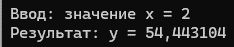 Ввод: значение x = 2
Результат: y = 54,443104